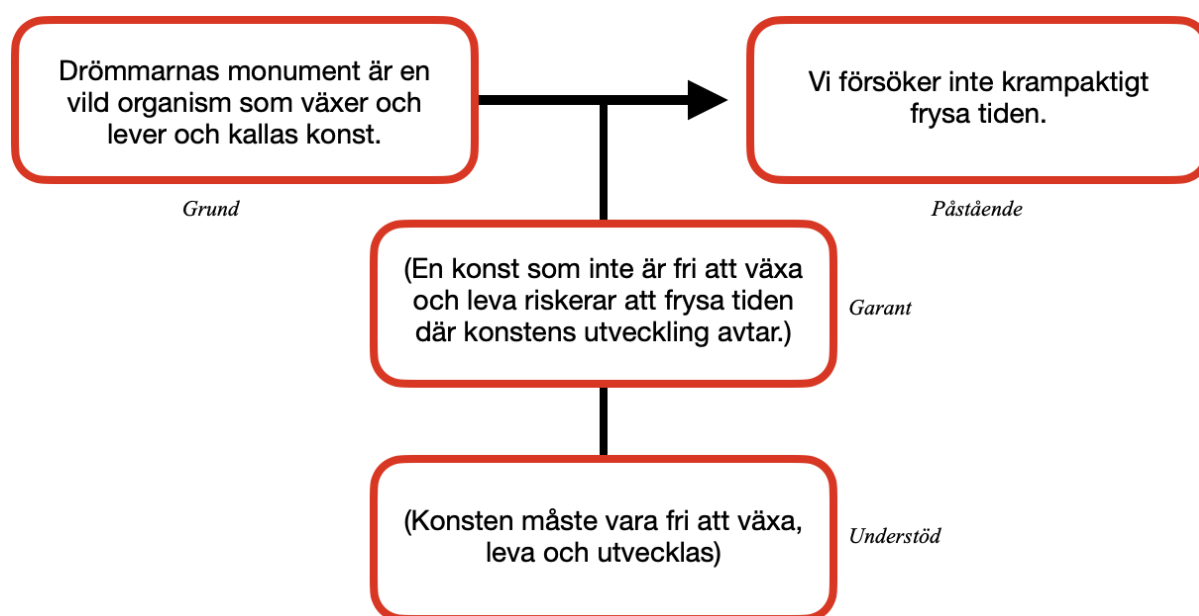 Drömmarnas monument är en
vild organism som växer och
lever och kallas konst.
Vi försöker inte krampaktigt
frysa tiden.
Grund
Påstående
(En konst som inte är fri att växa
och leva riskerar att frysa tiden
där konstens utveckling avtar.)
Garant
(Konsten måste vara fri att växa,
leva och utvecklas)
Understöd